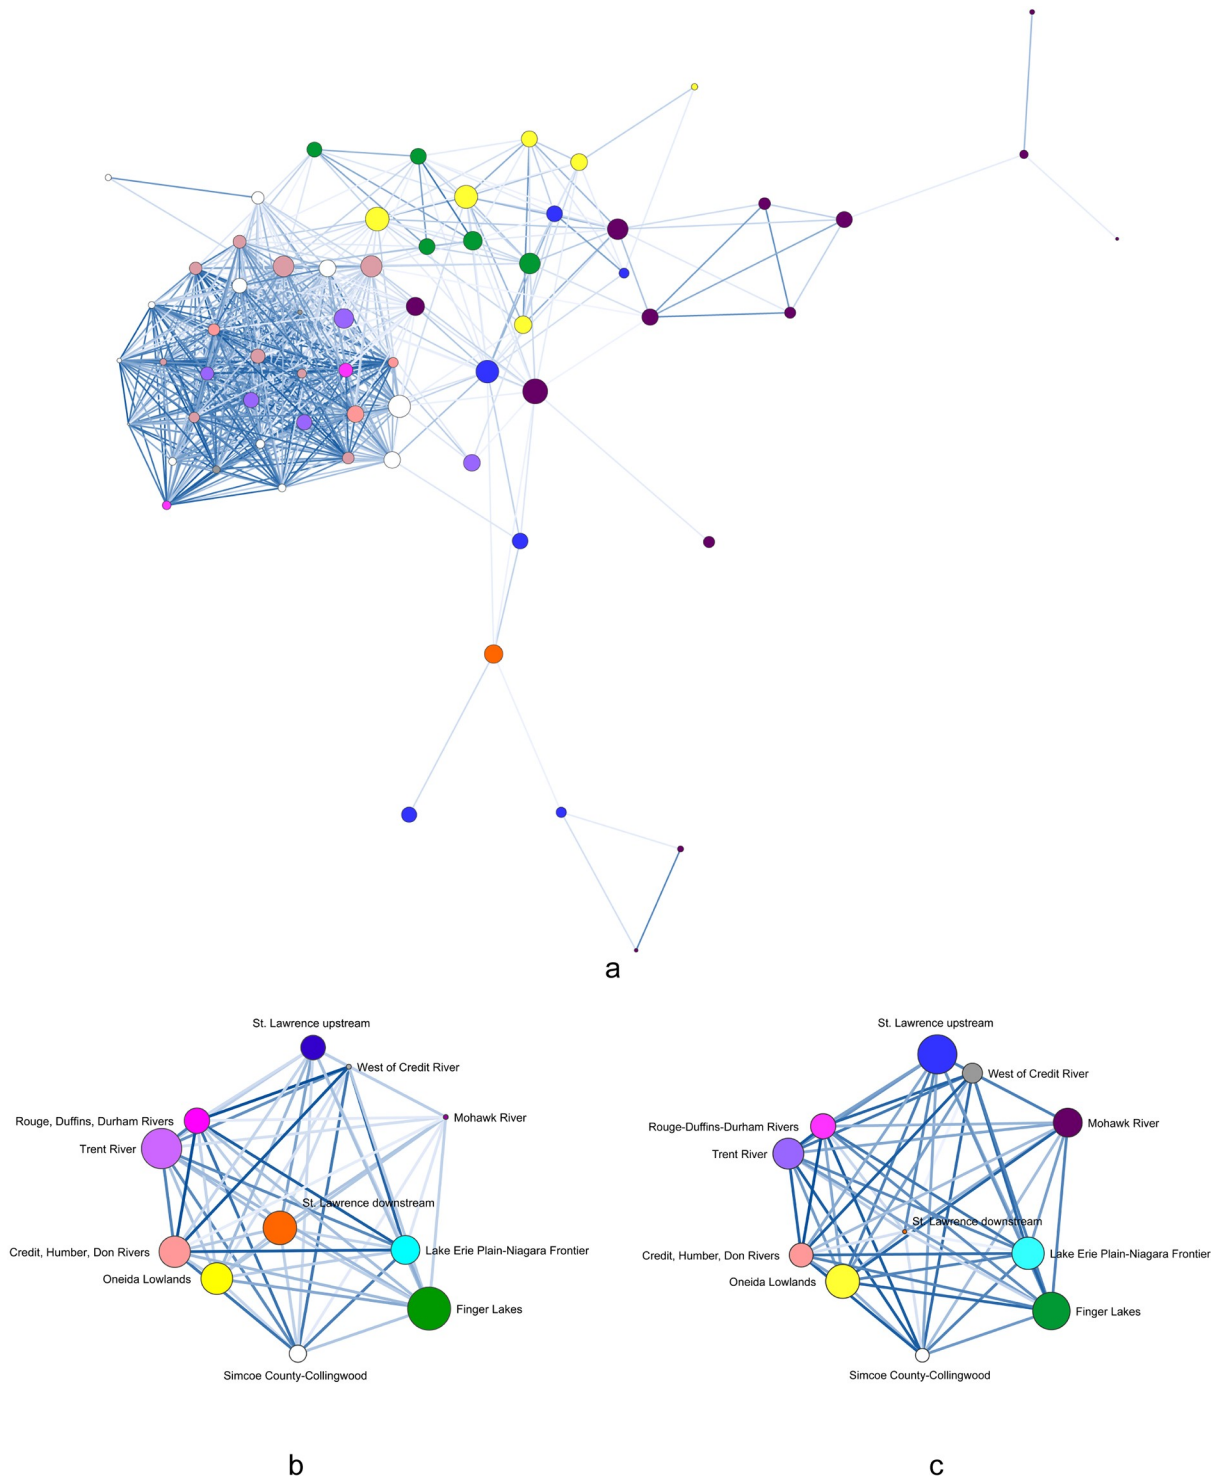 a
St. Lawrence upstream
West of Credit River
Mohawk River
Rouge, Duffins, Durham Rivers
Trent River
St. Lawrence downstream
Credit, Humber, Don Rivers
Lake Erie Plain-Niagara Frontier
Oneida Lowlands
Finger Lakes
Simcoe County-Collingwood
b
St. Lawrence upstream
West of Credit River
Mohawk River
Rouge-Duffins-Durham Rivers
Trent River
St. Lawrence downstream
Credit, Humber, Don Rivers
Lake Erie Plain-Niagara Frontier
Oneida Lowlands
Finger Lakes
Simcoe County-Collingwood
c